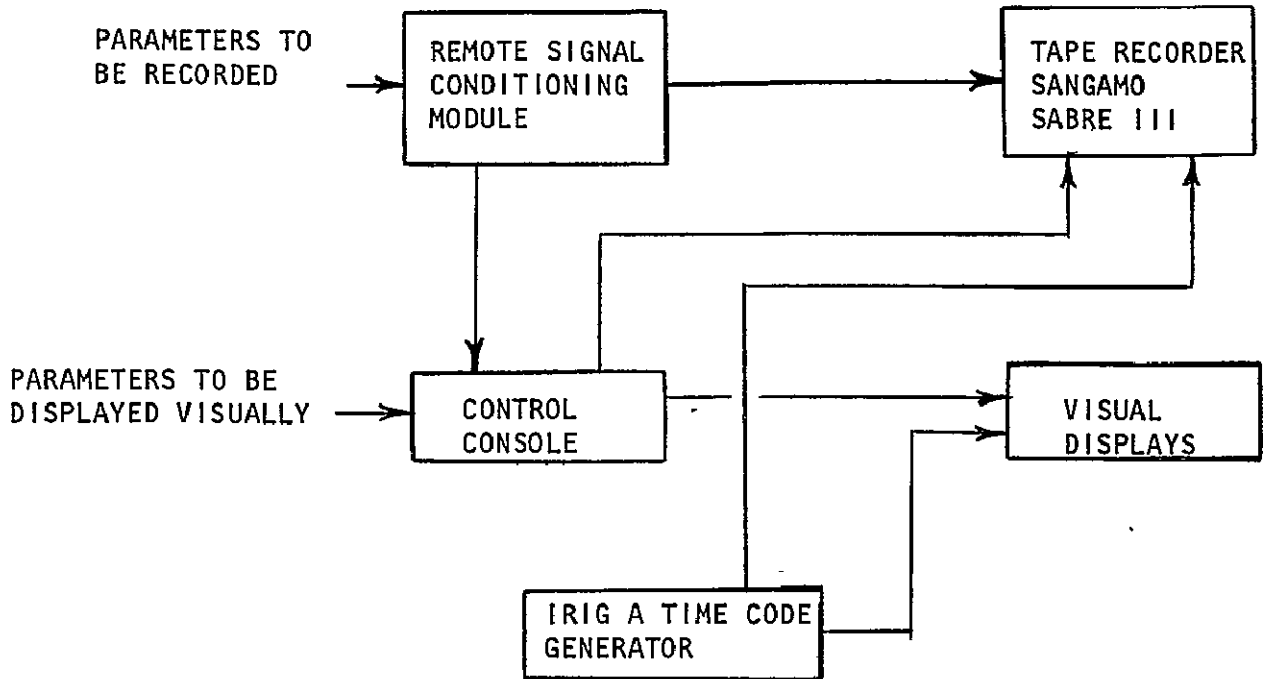 PARAMETERS TO
BE RECORDED
REMOTE SIGNAL
CONDITIONING
MODULE
TAPE RECORDER
SANGAMO
SABRE III
PARAMETERS TO BE
DISPLAYED VISUALLY
CONTROL
CONSOLE
VISUAL
DISPLAYS
IRIG A TIME CODE
GENERATOR